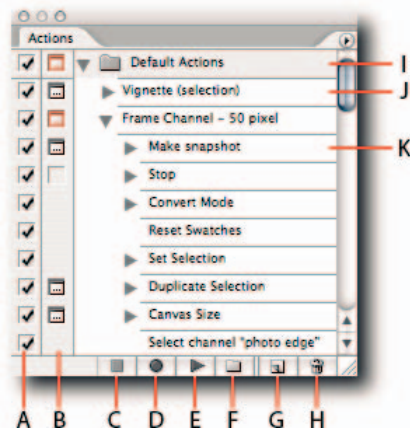 Actions
Default Actions
I
Vignette (selection)
J
Frame Channel - 50 pixel
Make snapshot
K
Stop
Convert Mode
Reset Swatches
Set Selection
Duplicate Selection
Canvas Size
Select channel "photo edge"
A B C D E F G H